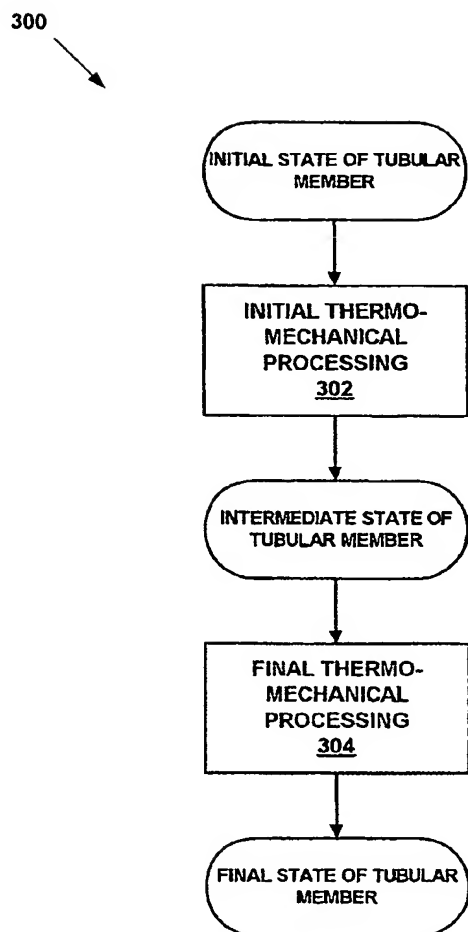 300
INITIAL STATE OF TUBULAR
MEMBER
INITIAL THERMO-
MECHANICAL
PROCESSING
302
INTERMEDIATE STATE OF
TUBULAR MEMBER
FINAL THERMO-
MECHANICAL
PROCESSING
304
FINAL STATE OF TUBULAR
MEMBER